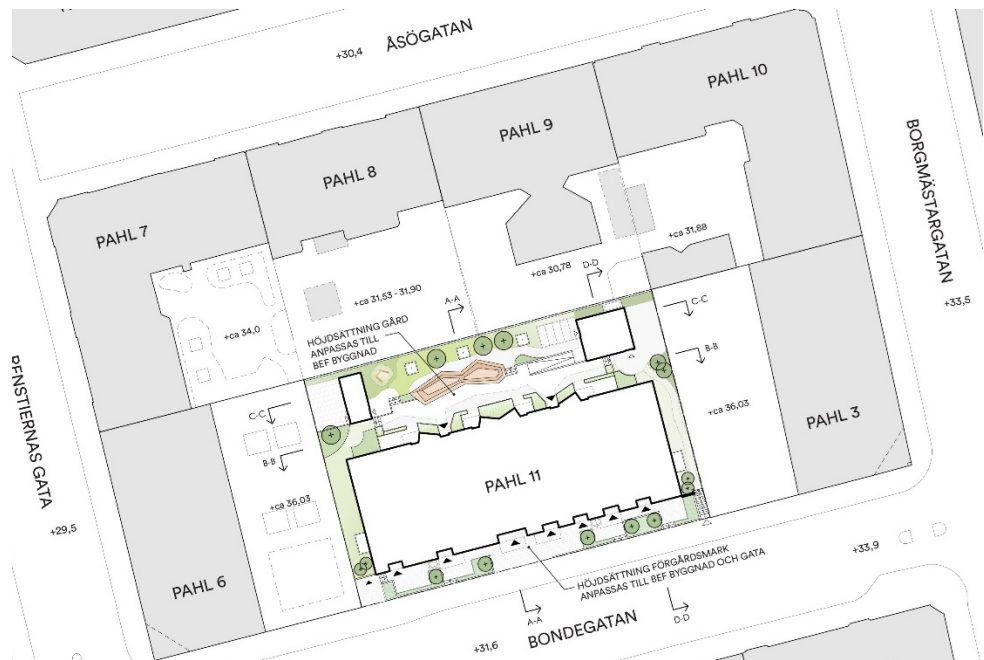 ÅSÖGATAN
+30,4
PAHL 10
PAHL 9
PAHL 8
PAHL 7
BORGMÄSTARGATAN
+ca 31,88
+ca 30,78
D-D
+ca 31,53 - 31,90
A-A
+33,5
C-C
+ca 34,0
HÖJDSÄTTNING GÅRD
ANPASSAS TILL
BEF BYGGNAD
B-B
C-C
+ca 36,03
PAHL 3
DENSTIERNAS GATA
B-B
PAHL 11
+ca 36,03
+29,5
+33,9
PAHL 6
HÖJDSÄTTNING FÖRGÅRDSMARK
ANPASSAS TILL BEF BYGGNAD OCH GATA
A-A
D-D
BONDEGATAN
+31,6